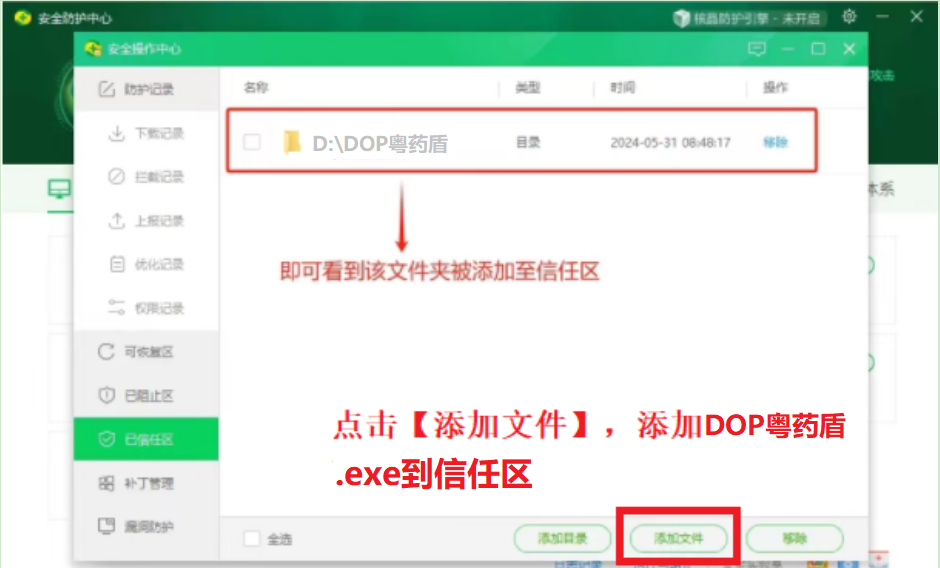 安全防护中心
核晶防护引擎 - 未开启
安全操作中心
攻击
防护记录
名称
类型
时间
操作
D:\DOP粤药盾
目录
2024-05-31 08:48:17
移除
下载记录
拦截记录
体系
上报记录
即可看到该文件夹被添加至信任区
优化记录
权限记录
可恢复区
已阻止区
点击【添加文件】，添加DOP粤药盾
.exe到信任区
已信任区
补丁管理
漏洞防护
全选
添加目录
添加文件
移除